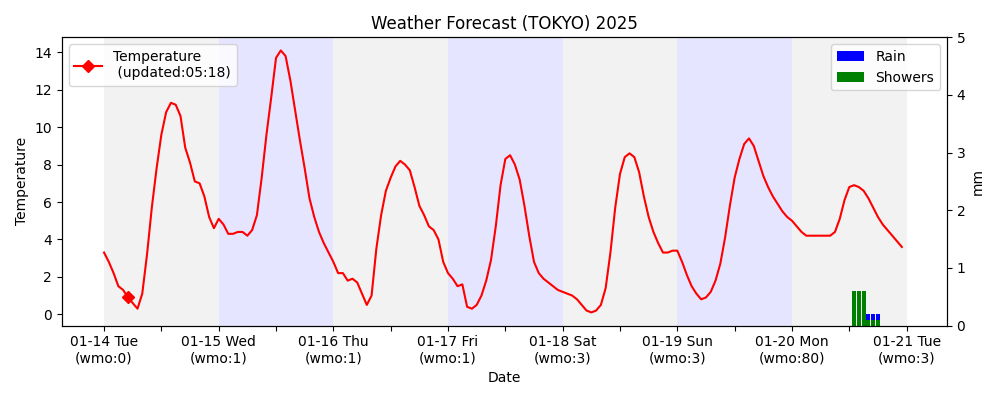 Weather Forecast (TOKYO) 2025
Temperature
(updated:05:18)
Rain
Showers
Temperature
14
12
10
8
6
4
2
0
5
4
3
2
1
0
mm
01-14 Tue
(wmo:0)
01-15 Wed
(wmo:1)
01-16 Thu
(wmo:1)
01-17 Fri
(wmo:1)
01-18 Sat
(wmo:3)
01-19 Sun
(wmo:3)
01-20 Mon
(wmo:80)
01-21 Tue
(wmo:3)
Date